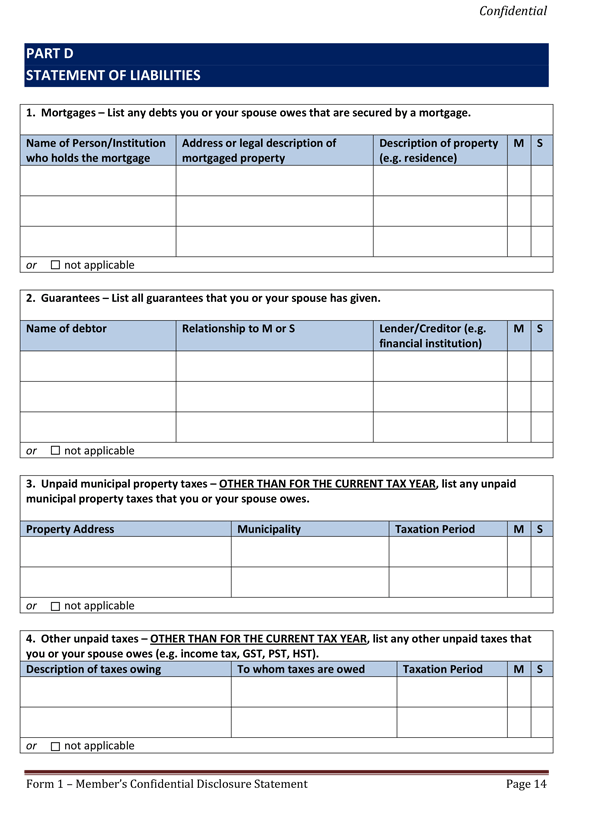 Confidential
PART D
STATEMENT OF LIABILITIES
1. Mortgages – List any debts you or your spouse owes that are secured by a mortgage.
Name of Person/Institution who holds the mortgage
Address or legal description of mortgaged property
Description of property (e.g. residence)
M
S
or ☐ not applicable
2. Guarantees – List all guarantees that you or your spouse has given.
Name of debtor
Relationship to M or S
Lender/Creditor (e.g. financial institution)
M
S
or ☐ not applicable
3. Unpaid municipal property taxes – OTHER THAN FOR THE CURRENT TAX YEAR, list any unpaid
municipal property taxes that you or your spouse owes.
Property Address
Municipality
Taxation Period
M
S
or ☐ not applicable
4. Other unpaid taxes – OTHER THAN FOR THE CURRENT TAX YEAR, list any other unpaid taxes that
you or your spouse owes (e.g. income tax, GST, PST, HST).
Description of taxes owing
To whom taxes are owed
Taxation Period
M
S
or ☐ not applicable
Form 1 – Member's Confidential Disclosure Statement
Page 14